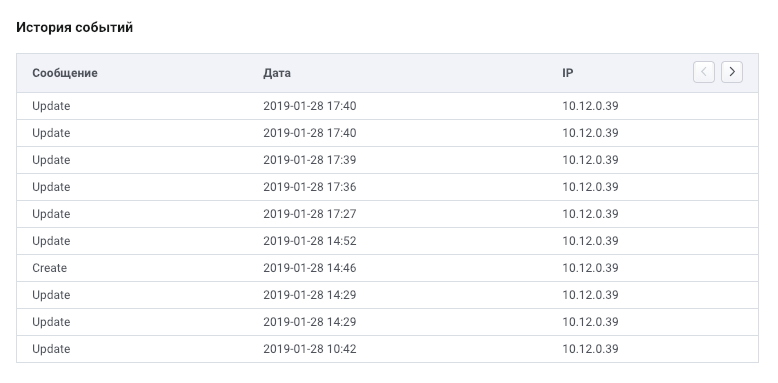 История событий
Сообщение Дата IP
Update 2019-01-28 17:40 10.12.0.39
Update 2019-01-28 17:40 10.12.0.39
Update 2019-01-28 17:39 10.12.0.39
Update 2019-01-28 17:36 10.12.0.39
Update 2019-01-28 17:27 10.12.0.39
Update 2019-01-28 14:52 10.12.0.39
Create 2019-01-28 14:46 10.12.0.39
Update 2019-01-28 14:29 10.12.0.39
Update 2019-01-28 14:29 10.12.0.39
Update 2019-01-28 10:42 10.12.0.39